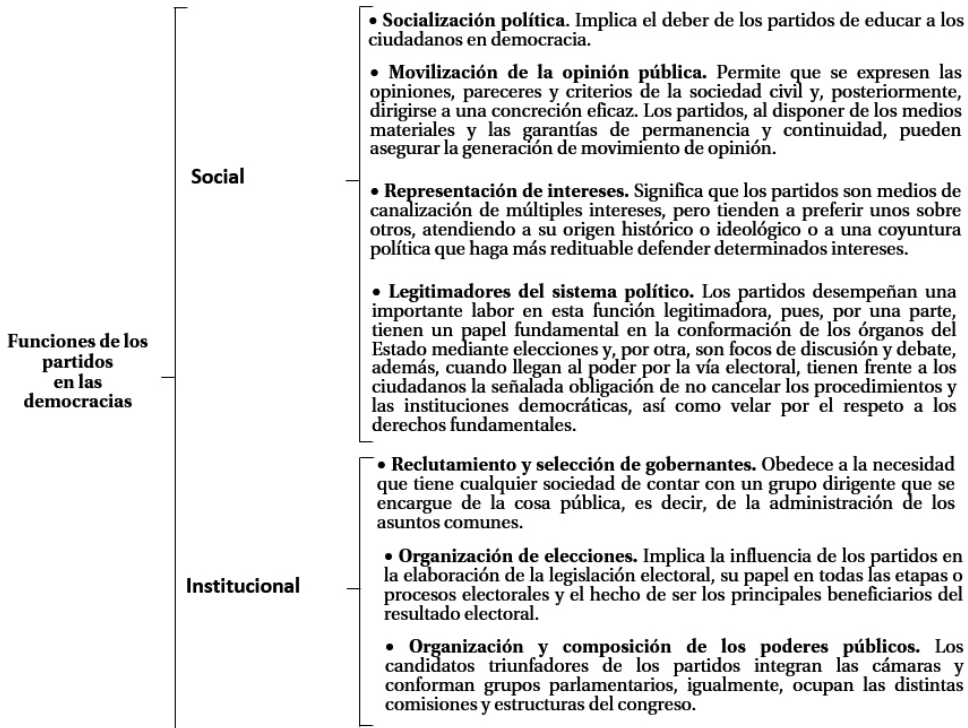 Funciones de los
partidos
en las
democracias
Social
• Socialización política. Implica el deber de los partidos de educar a los
ciudadanos en democracia.
• Movilización de la opinión pública. Permite que se expresen las
opiniones, pareceres y criterios de la sociedad civil y, posteriormente,
dirigirse a una concreción eficaz. Los partidos, al disponer de los medios
materiales y las garantías de permanencia y continuidad, pueden
asegurar la generación de movimiento de opinión.
• Representación de intereses. Significa que los partidos son medios de
canalización de múltiples intereses, pero tienden a preferir unos sobre
otros, atendiendo a su origen histórico o ideológico o a una coyuntura
política que haga más redituable defender determinados intereses.
• Legitimadores del sistema político. Los partidos desempeñan una
importante labor en esta función legitimadora, pues, por una parte,
tienen un papel fundamental en la conformación de los órganos del
Estado mediante elecciones y, por otra, son focos de discusión y debate,
además, cuando llegan al poder por la vía electoral, tienen frente a los
ciudadanos la señalada obligación de no cancelar los procedimientos y
las instituciones democráticas, así como velar por el respeto a los
derechos fundamentales.
Institucional
• Reclutamiento y selección de gobernantes. Obedece a la necesidad
que tiene cualquier sociedad de contar con un grupo dirigente que se
encargue de la cosa pública, es decir, de la administración de los
asuntos comunes.
• Organización de elecciones. Implica la influencia de los partidos en
la elaboración de la legislación electoral, su papel en todas las etapas o
procesos electorales y el hecho de ser los principales beneficiarios del
resultado electoral.
• Organización y composición de los poderes públicos. Los
candidatos triunfadores de los partidos integran las cámaras y
conforman grupos parlamentarios, igualmente, ocupan las distintas
comisiones y estructuras del congreso.